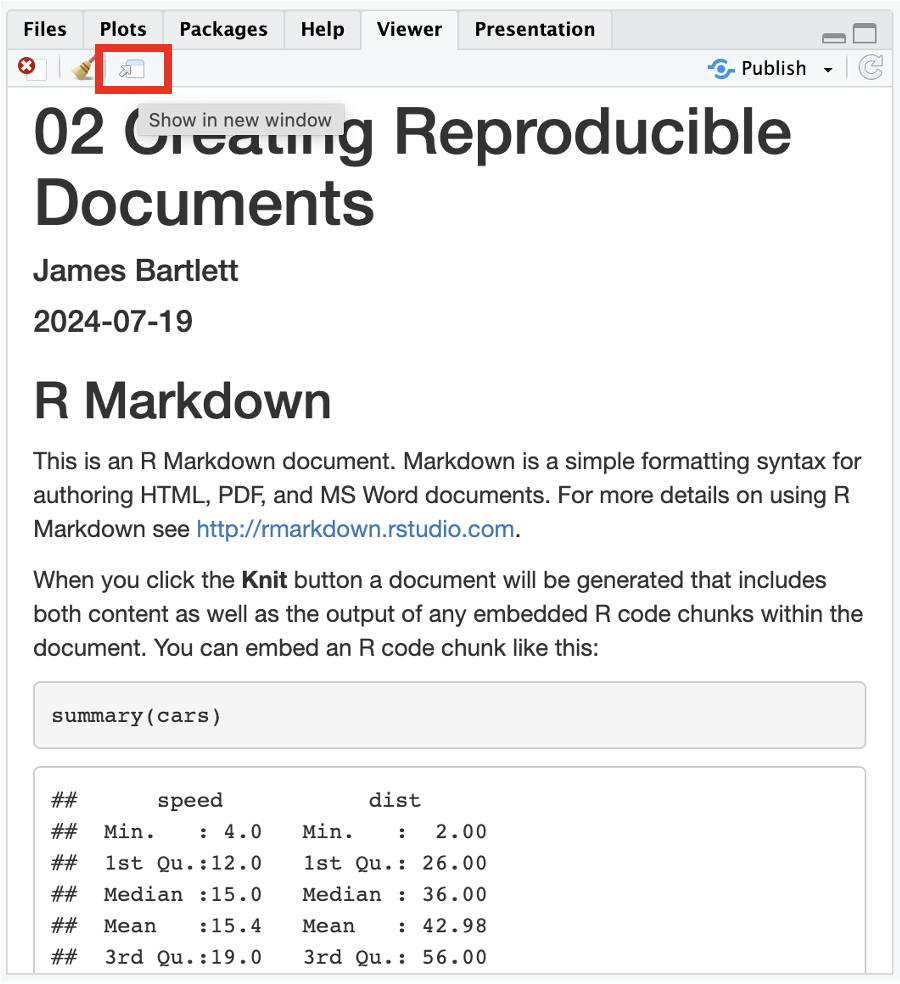 Files Plots Packages Help Viewer Presentation
Publish
Show in new window
02 Creating Reproducible
Documents
James Bartlett
2024-07-19
R Markdown
This is an R Markdown document. Markdown is a simple formatting syntax for
authoring HTML, PDF, and MS Word documents. For more details on using R
Markdown see http://rmarkdown.rstudio.com.
When you click the Knit button a document will be generated that includes
both content as well as the output of any embedded R code chunks within the
document. You can embed an R code chunk like this:
summary(cars)
##      speed           dist
##  Min.   : 4.0   Min.   :  2.00
##  1st Qu.:12.0   1st Qu.: 26.00
##  Median :15.0   Median : 36.00
##  Mean   :15.4   Mean   : 42.98
##  3rd Qu.:19.0   3rd Qu.: 56.00